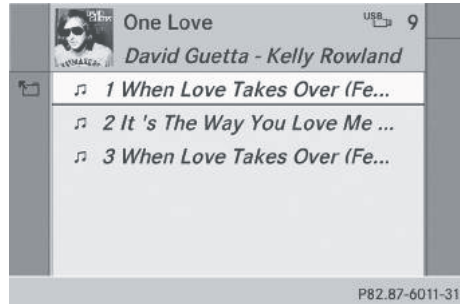 One Love USB 9
David Guetta - Kelly Rowland
1 When Love Takes Over (Fe...
2 It 's The Way You Love Me ...
3 When Love Takes Over (Fe...
P82.87-6011-31